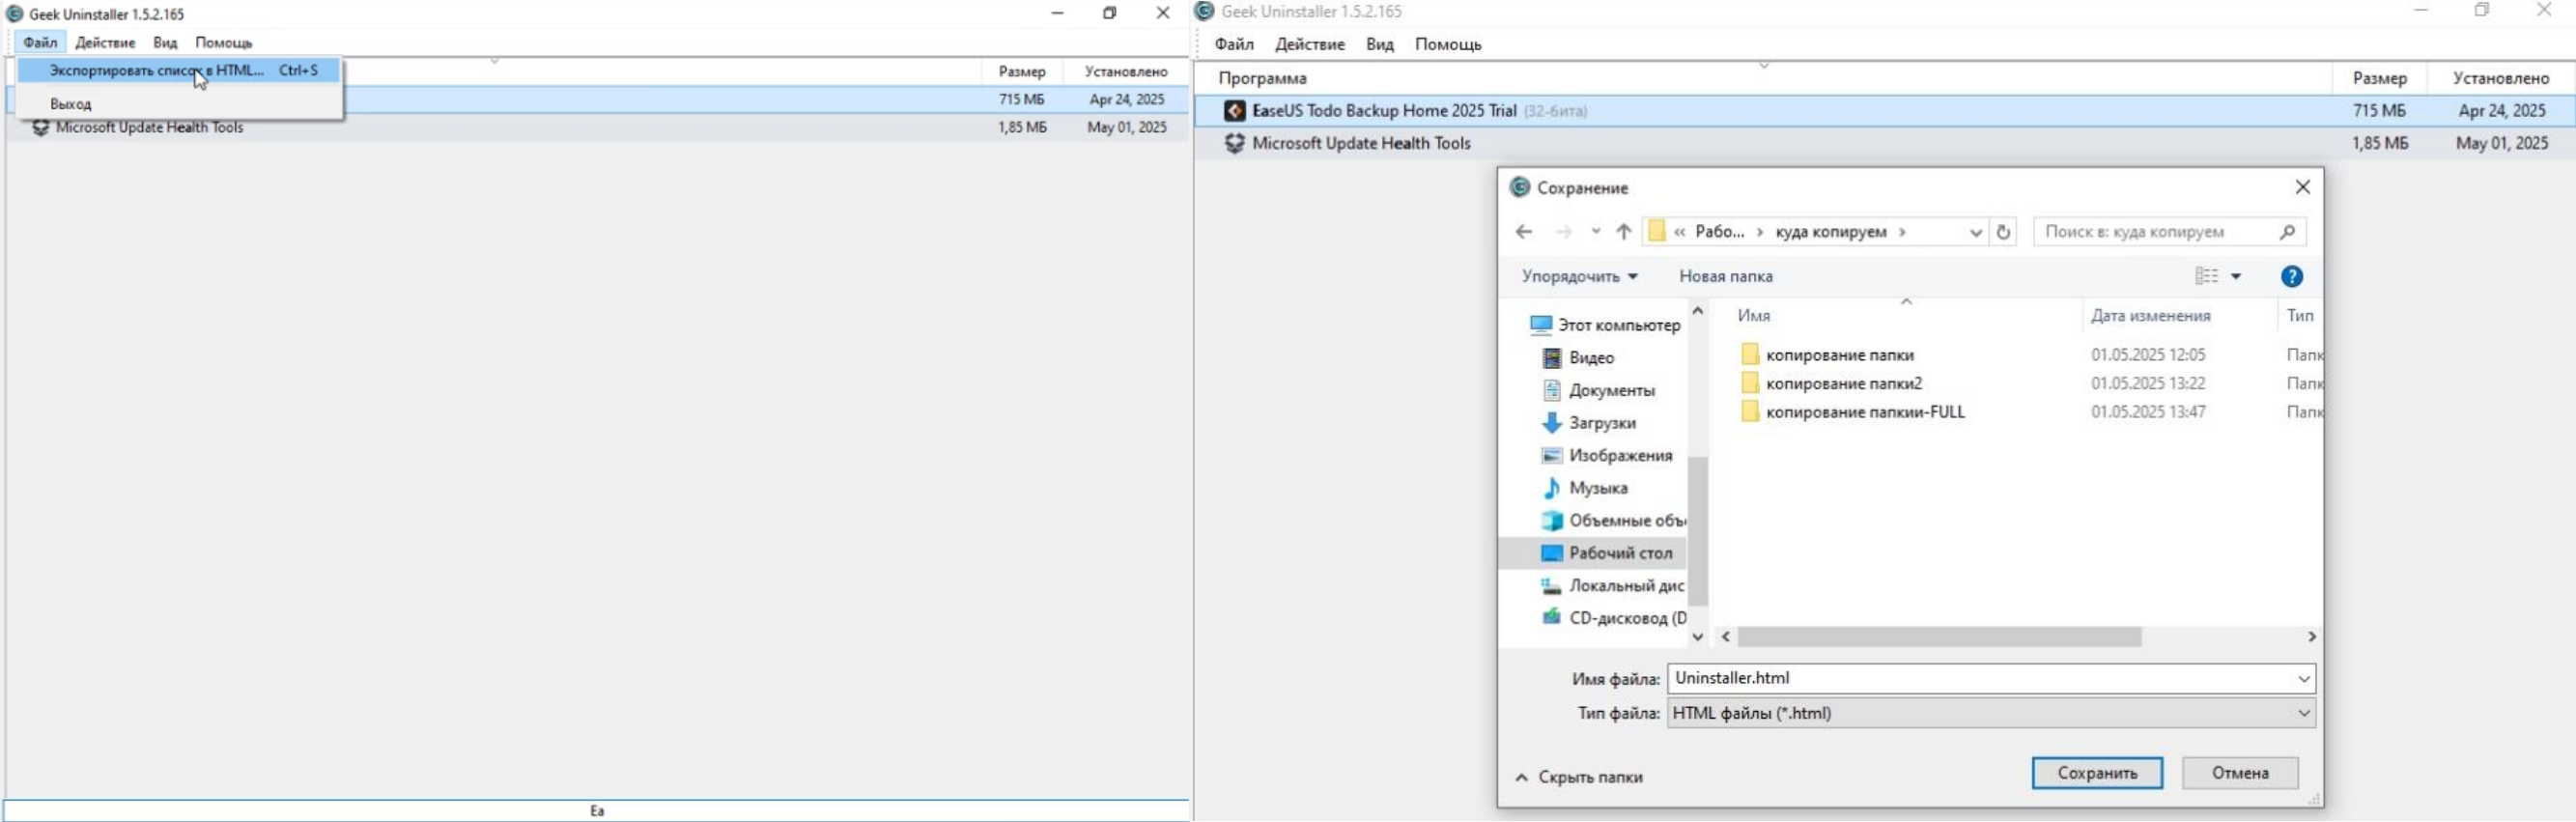 Geek Uninstaller 1.5.2.165
Файл Действие Вид Помощь
Экспортировать список в HTML... Ctrl+S
Выход
Размер Установлено
715 МБ Apr 24, 2025
Microsoft Update Health Tools 1,85 МБ May 01, 2025
Ea
Geek Uninstaller 1.5.2.165
Файл Действие Вид Помощь
Программа Размер Установлено
EaseUS Todo Backup Home 2025 Trial (32-бита) 715 МБ Apr 24, 2025
Microsoft Update Health Tools 1,85 МБ May 01, 2025
Сохранение
« Рабо... › куда копируем › Поиск в: куда копируем
Упорядочить Новая папка
Этот компьютер
Видео
Документы
Загрузки
Изображения
Музыка
Объемные объ
Рабочий стол
Локальный дис
CD-дисковод (D
Имя Дата изменения Тип
копирование папки 01.05.2025 12:05 Папк
копирование папки2 01.05.2025 13:22 Папк
копирование папкии-FULL 01.05.2025 13:47 Папк
Имя файла: Uninstaller.html
Тип файла: HTML файлы (*.html)
Скрыть папки Сохранить Отмена